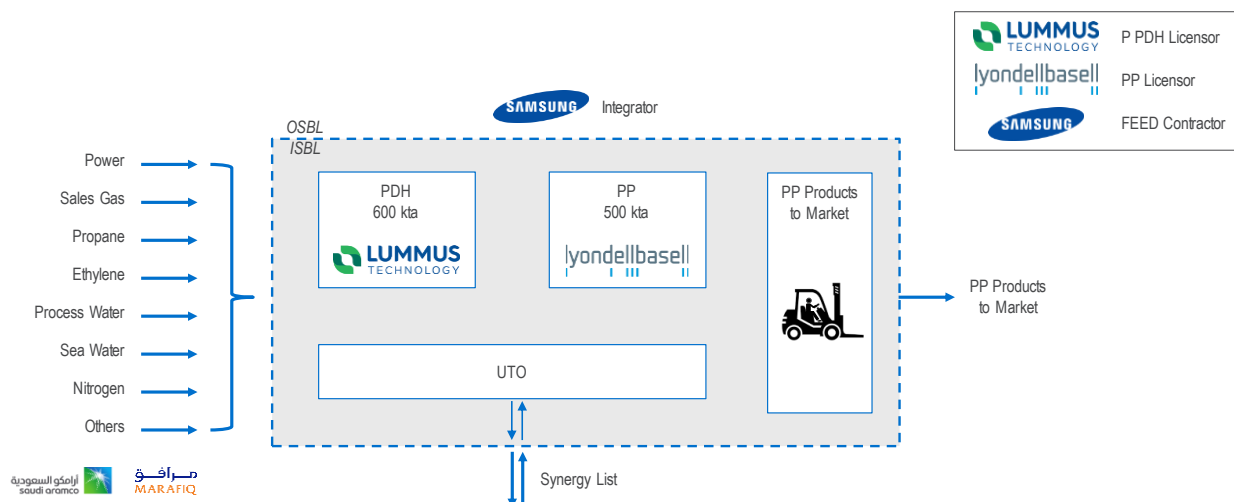 LUMMUS
TECHNOLOGY
P PDH Licensor
lyondellbasell
PP Licensor
SAMSUNG
FEED Contractor
SAMSUNG
Integrator
OSBL
ISBL
Power
Sales Gas
Propane
Ethylene
Process Water
Sea Water
Nitrogen
Others
PDH
600 kta
LUMMUS
TECHNOLOGY
PP
500 kta
lyondellbasell
PP Products
to Market
UTO
PP Products
to Market
Synergy List
أرامكو السعودية
saudi aramco
مرافق
MARAFIQ